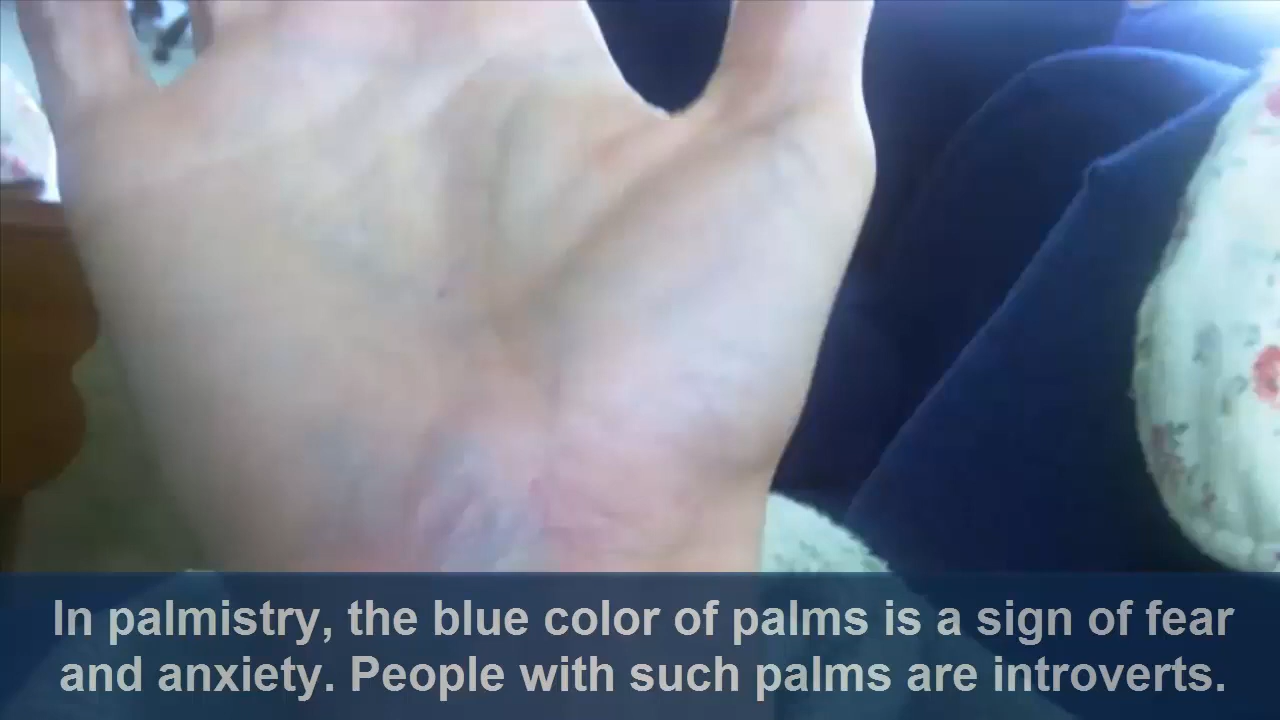 In palmistry, the blue color of palms is a sign of fear
and anxiety. People with such palms are introverts.